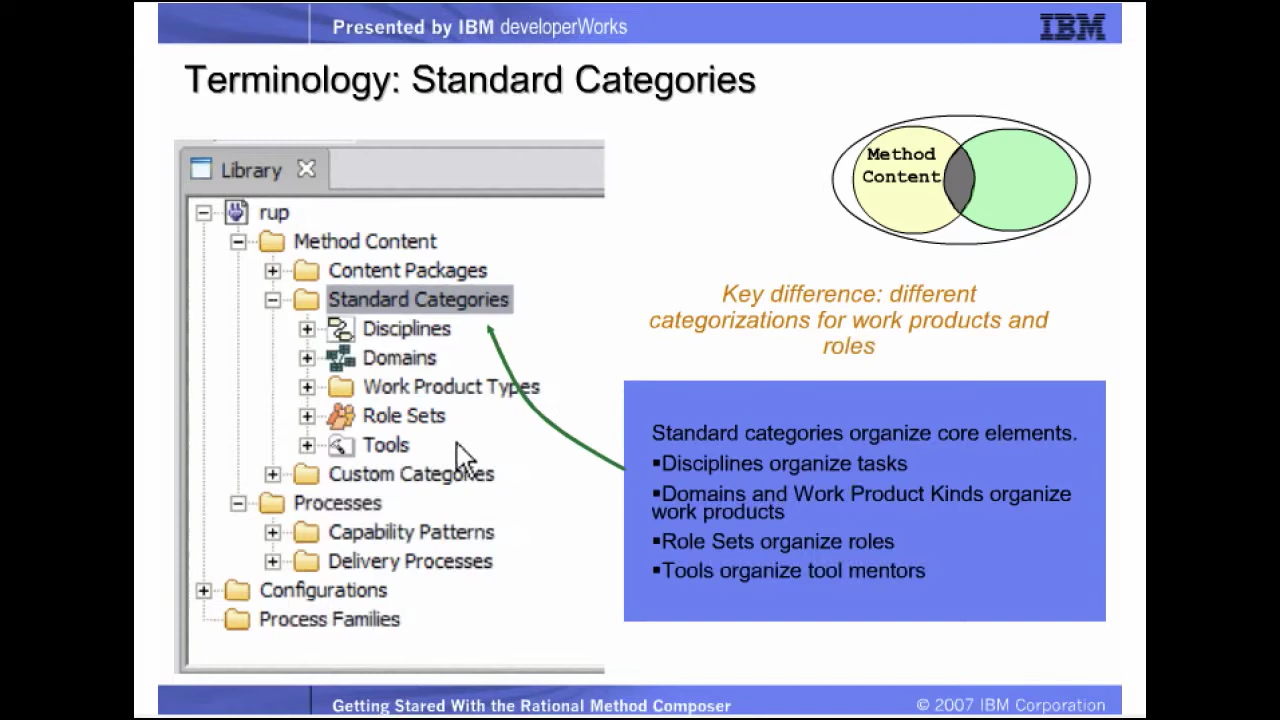 Presented by IBM developerWorks
IBM
Terminology: Standard Categories
Library
rup
Method Content
Content Packages
Standard Categories
Disciplines
Domains
Work Product Types
Role Sets
Tools
Custom Categories
Processes
Capability Patterns
Delivery Processes
Configurations
Process Families
Method
Content
Key difference: different
categorizations for work products and
roles
Standard categories organize core elements.
▪Disciplines organize tasks
▪Domains and Work Product Kinds organize
work products
▪Role Sets organize roles
▪Tools organize tool mentors
Getting Stared With the Rational Method Composer
© 2007 IBM Corporation